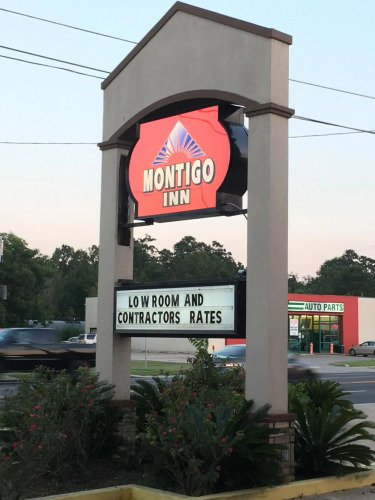 MONTIGO
INN
LOW ROOM AND
CONTRACTORS RATES
AUTO PARTS